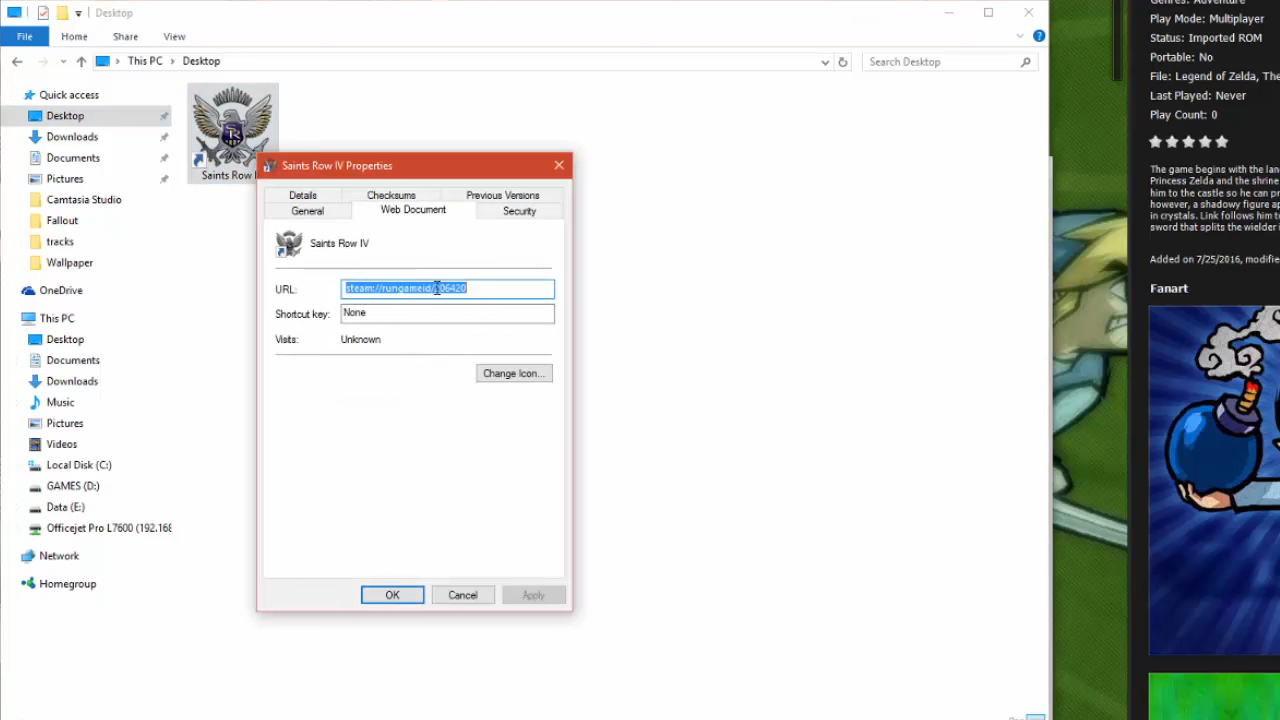 Desktop
File Home Share View
This PC Desktop
Search Desktop
Quick access
Desktop
Downloads
Documents
Pictures
Camtasia Studio
Fallout
tracks
Wallpaper
OneDrive
This PC
Desktop
Documents
Downloads
Music
Pictures
Videos
Local Disk (C:)
GAMES (D:)
Data (E:)
Officejet Pro L7600 (192.168
Network
Homegroup
Saints Row I
Saints Row IV Properties
Details Checksums Previous Versions
General Web Document Security
Saints Row IV
URL: steam://rungameid/206420
Shortcut key: None
Visits: Unknown
Change Icon...
OK Cancel Apply
Genres: Adventure
Play Mode: Multiplayer
Status: Imported ROM
Portable: No
File: Legend of Zelda, The
Last Played: Never
Play Count: 0
The game begins with the lan
Princess Zelda and the shrine
him to the castle so he can pr
however, a shadowy figure ap
in crystals. Link follows him t
sword that splits the wielder i
Added on 7/25/2016, modifie
Fanart